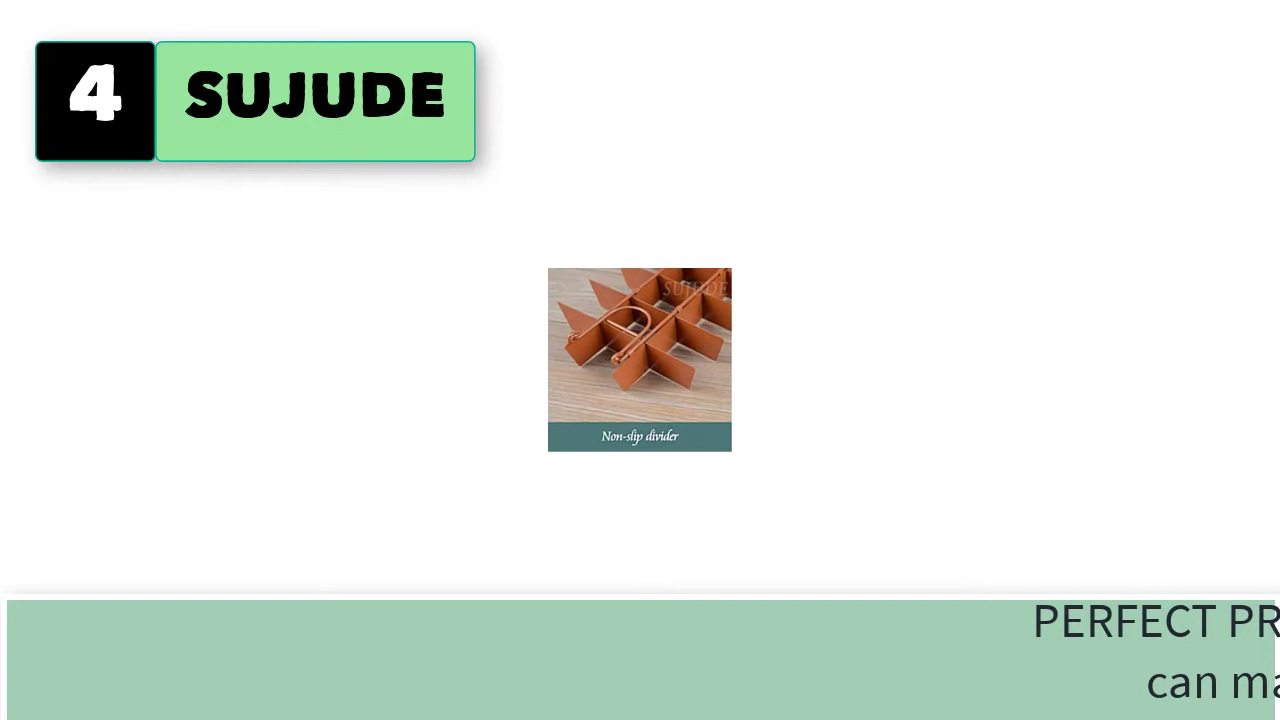 4 SUJUDE
SUJUDE
Non-slip divider
PERFECT PR
can ma